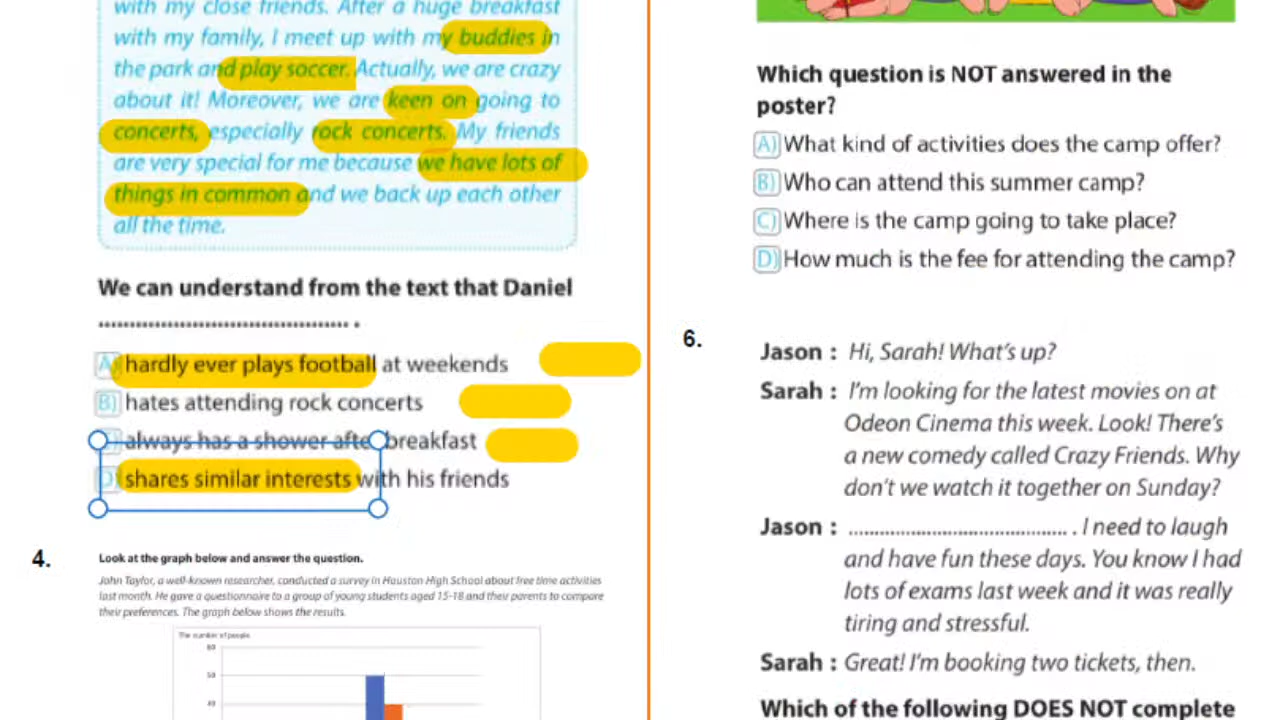 with my close friends. After a huge breakfast
with my family, I meet up with my buddies in
the park and play soccer. Actually, we are crazy
about it! Moreover, we are keen on going to
concerts, especially rock concerts. My friends
are very special for me because we have lots of
things in common and we back up each other
all the time.
We can understand from the text that Daniel
.........................................
A) hardly ever plays football at weekends
B) hates attending rock concerts
always has a shower after breakfast
D) shares similar interests with his friends
4.
Look at the graph below and answer the question.
John Taylor, a well-known researcher, conducted a survey in Houston High School about free time activities
last month. He gave a questionnaire to a group of young students aged 15-18 and their parents to compare
their preferences. The graph below shows the results.
The number of people
60
50
40
Which question is NOT answered in the
poster?
A) What kind of activities does the camp offer?
B) Who can attend this summer camp?
C) Where is the camp going to take place?
D) How much is the fee for attending the camp?
6.
Jason : Hi, Sarah! What's up?
Sarah : I'm looking for the latest movies on at
Odeon Cinema this week. Look! There's
a new comedy called Crazy Friends. Why
don't we watch it together on Sunday?
Jason : ..................................... . I need to laugh
and have fun these days. You know I had
lots of exams last week and it was really
tiring and stressful.
Sarah : Great! I'm booking two tickets, then.
Which of the following DOES NOT complete